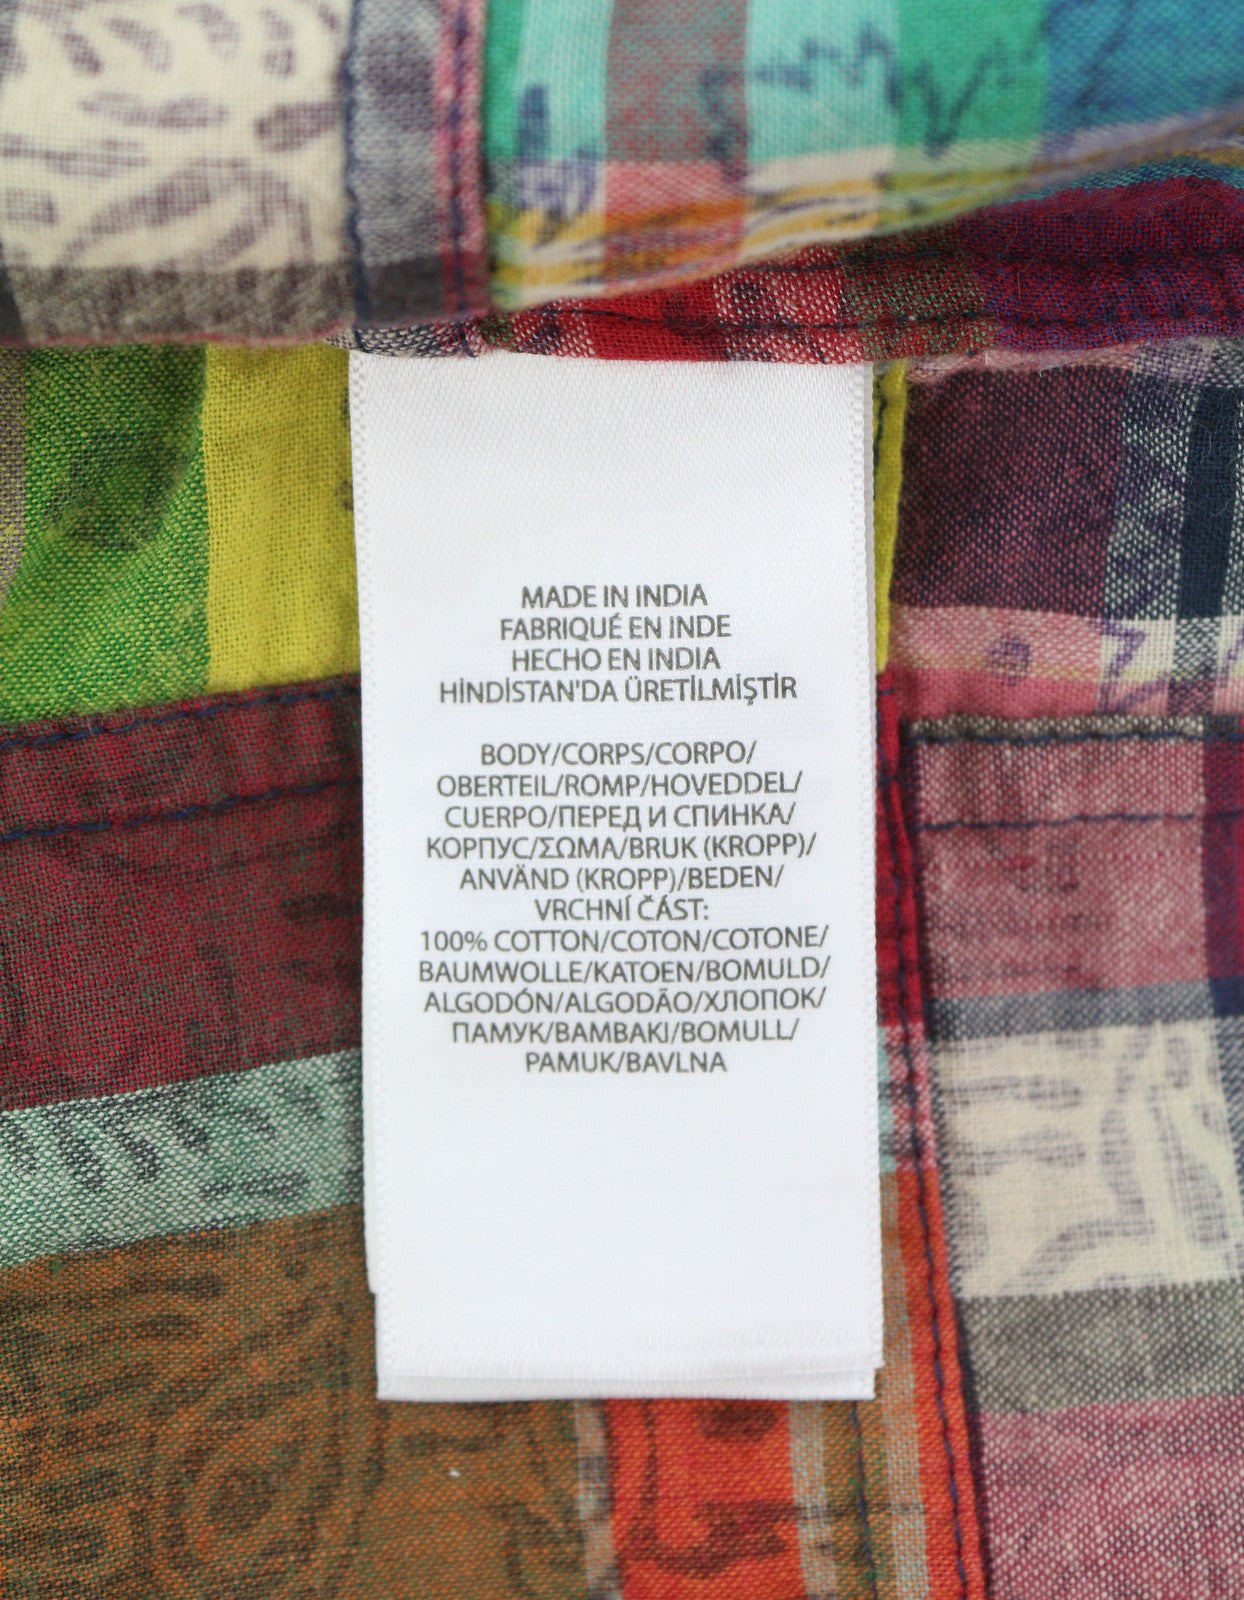 MADE IN INDIA
FABRIQUÉ EN INDE
HECHO EN INDIA
HİNDİSTAN'DA ÜRETİLMİŞTİR
BODY/CORPS/CORPO/
OBERTEIL/ROMP/HOVEDDEL/
CUERPO/ПЕРЕД И СПИНКА/
КОРПУС/ΣΩΜΑ/BRUK (KROPP)/
ANVÄND (KROPP)/BEDEN/
VRCHNÍ ČÁST:
100% COTTON/COTON/COTONE/
BAUMWOLLE/KATOEN/BOMULD/
ALGODÓN/ALGODÃO/ХЛОПОК/
ПАМУК/ΒΑΜΒΑΚΙ/BOMULL/
PAMUK/BAVLNA